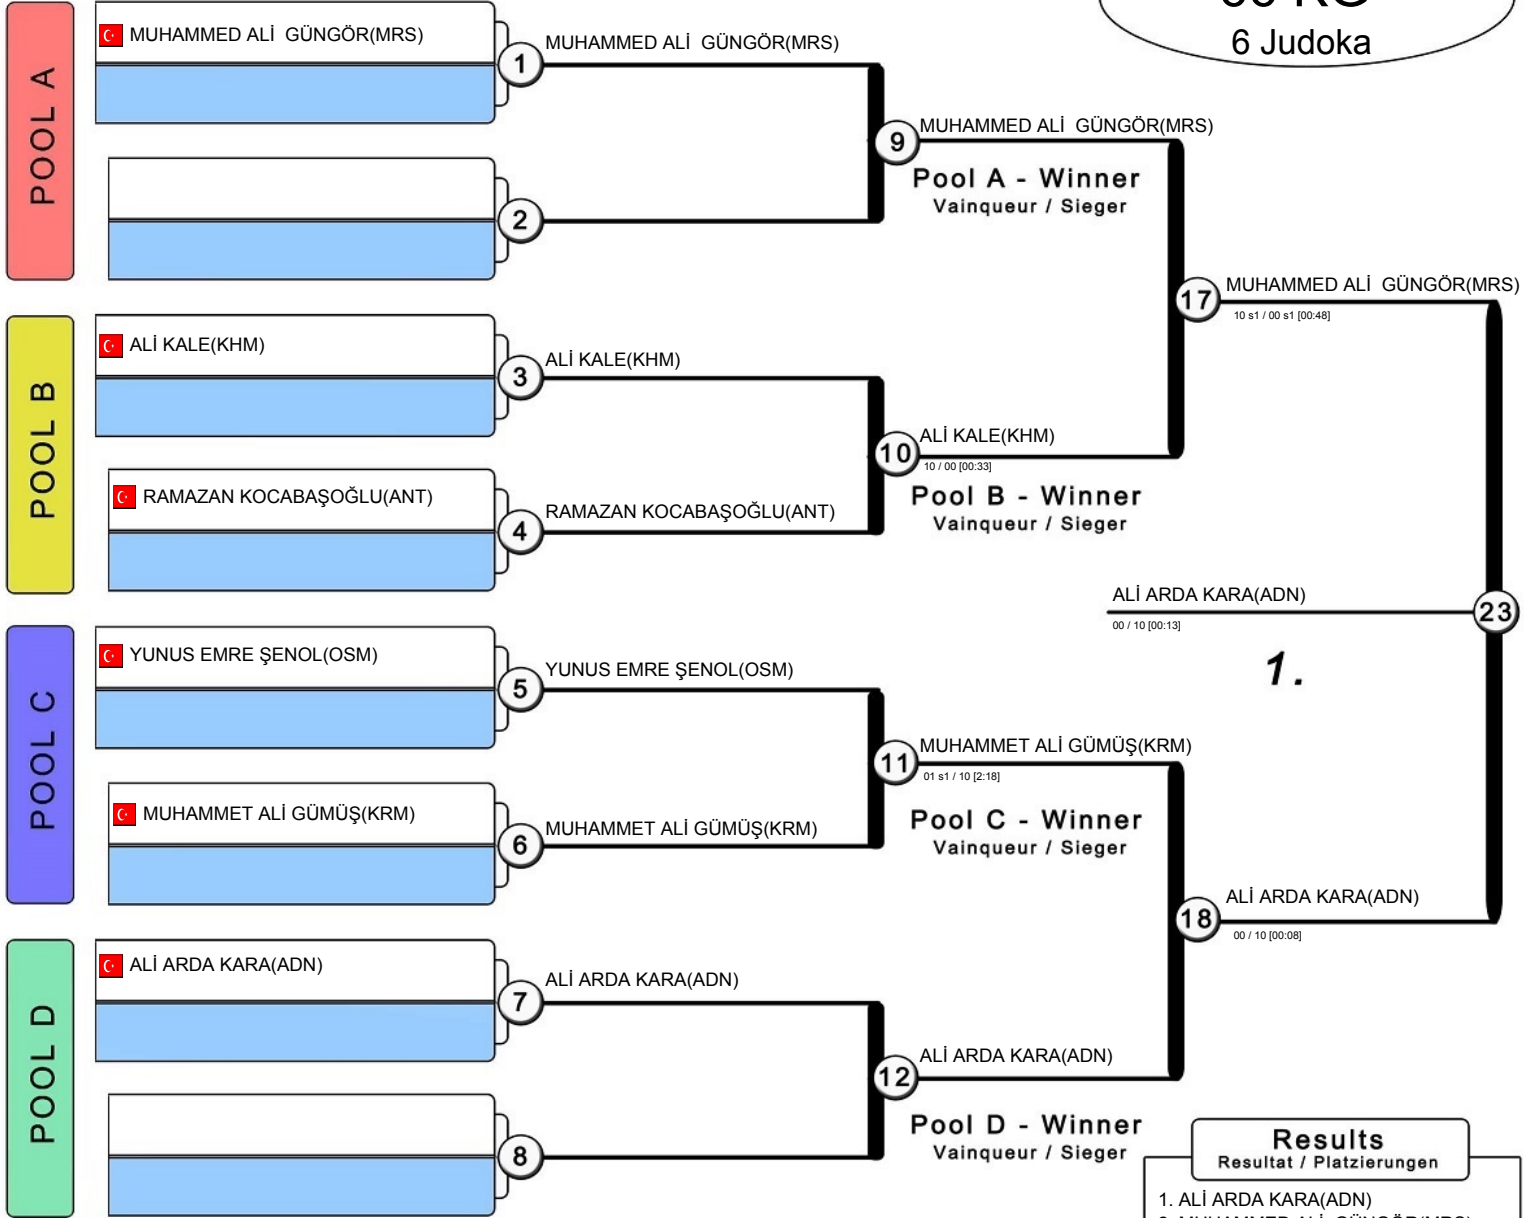 KG
6 Judoka
POOL A
MUHAMMED ALİ  GÜNGÖR(MRS)
1
MUHAMMED ALİ  GÜNGÖR(MRS)
2
9
MUHAMMED ALİ  GÜNGÖR(MRS)
Pool A - Winner
Vainqueur / Sieger
17
MUHAMMED ALİ  GÜNGÖR(MRS)
10 s1 / 00 s1 [00:48]
POOL B
ALİ KALE(KHM)
3
ALİ KALE(KHM)
RAMAZAN KOCABAŞOĞLU(ANT)
4
RAMAZAN KOCABAŞOĞLU(ANT)
10
ALİ KALE(KHM)
10 / 00 [00:33]
Pool B - Winner
Vainqueur / Sieger
ALİ ARDA KARA(ADN)
00 / 10 [00:13]
23
1.
POOL C
YUNUS EMRE ŞENOL(OSM)
5
YUNUS EMRE ŞENOL(OSM)
MUHAMMET ALİ GÜMÜŞ(KRM)
6
MUHAMMET ALİ GÜMÜŞ(KRM)
11
MUHAMMET ALİ GÜMÜŞ(KRM)
01 s1 / 10 [2:18]
Pool C - Winner
Vainqueur / Sieger
18
ALİ ARDA KARA(ADN)
00 / 10 [00:08]
POOL D
ALİ ARDA KARA(ADN)
7
ALİ ARDA KARA(ADN)
8
12
ALİ ARDA KARA(ADN)
Pool D - Winner
Vainqueur / Sieger
Results
Resultat / Platzierungen
1. ALİ ARDA KARA(ADN)
2. MUHAMMED ALİ  GÜNGÖR(MRS)